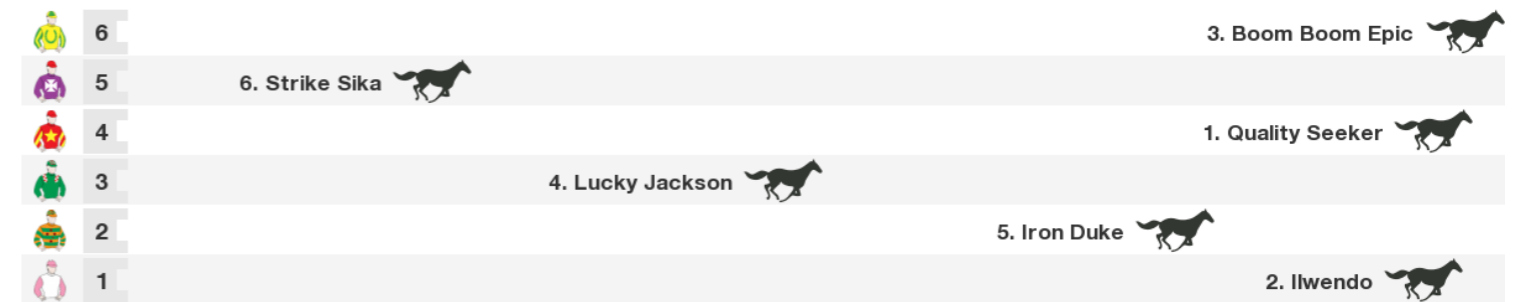 6 3. Boom Boom Epic
5 6. Strike Sika
4 1. Quality Seeker
3 4. Lucky Jackson
2 5. Iron Duke
1 2. Ilwendo